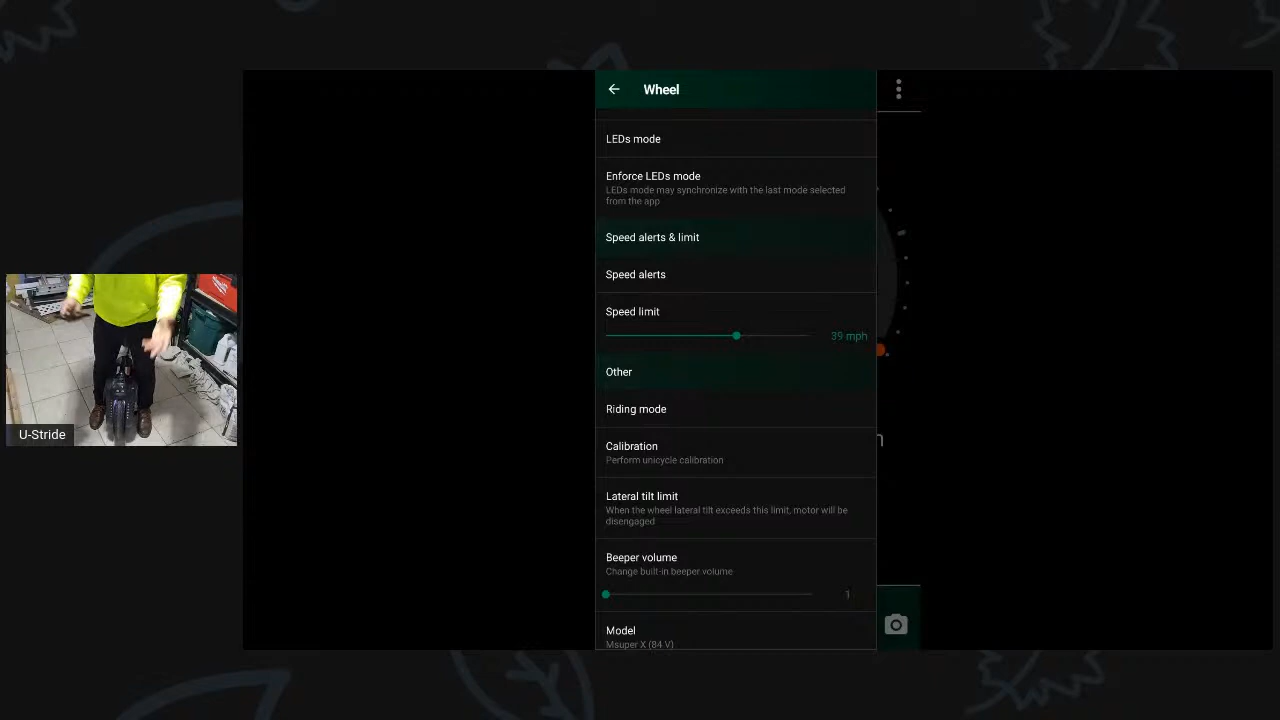 Wheel
LEDs mode
Enforce LEDs mode
LEDs mode may synchronize with the last mode selected
from the app
Speed alerts & limit
Speed alerts
Speed limit
39 mph
Other
Riding mode
Calibration
Perform unicycle calibration
Lateral tilt limit
When the wheel lateral tilt exceeds this limit, motor will be
disengaged
Beeper volume
Change built-in beeper volume
1
Model
Msuper X (84 V)
U-Stride